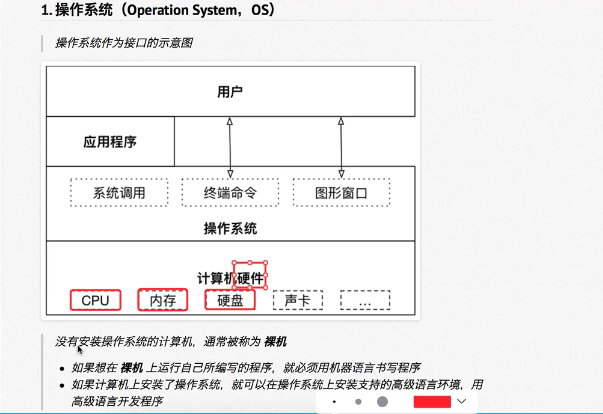 1. 操作系统（Operation System，OS）
操作系统作为接口的示意图
用户
应用程序
系统调用
终端命令
图形窗口
操作系统
计算机硬件
CPU
内存
硬盘
声卡
...
没有安装操作系统的计算机，通常被称为 裸机
如果想在 裸机 上运行自己所编写的程序，就必须用机器语言书写程序
如果计算机上安装了操作系统，就可以在操作系统上安装支持的高级语言环境，用
高级语言开发程序